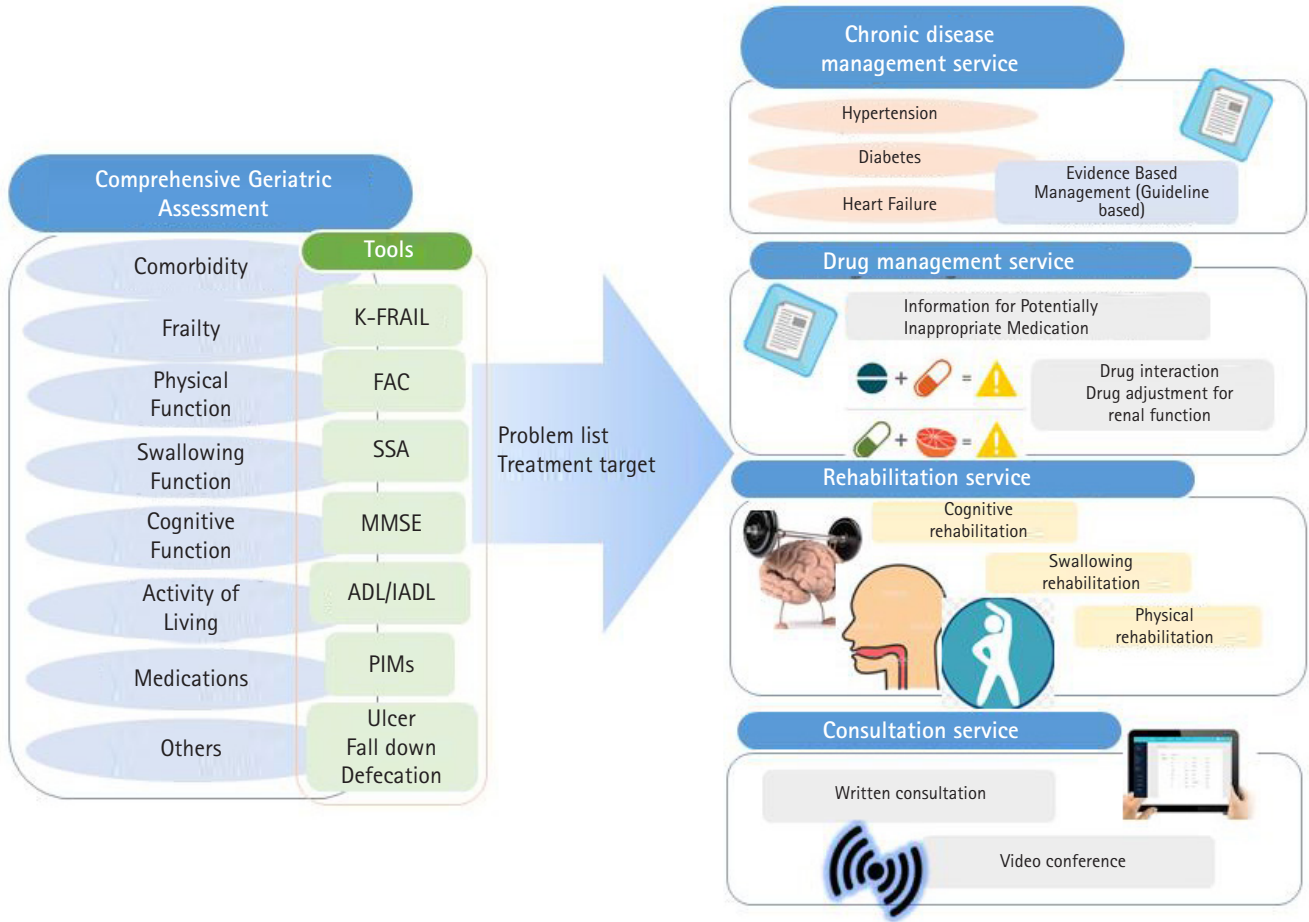 Comprehensive Geriatric
Assessment
Tools
Comorbidity
Frailty
K-FRAIL
Physical
Function
FAC
Swallowing
Function
SSA
Cognitive
Function
MMSE
Activity of
Living
ADL/IADL
Medications
PIMs
Others
Ulcer
Fall down
Defecation
Problem list
Treatment target
Chronic disease
management service
Hypertension
Diabetes
Heart Failure
Evidence Based
Management (Guideline
based)
Drug management service
Information for Potentially
Inappropriate Medication
+ =
Drug interaction
Drug adjustment for
renal function
+ =
Rehabilitation service
Cognitive
rehabilitation
Swallowing
rehabilitation
Physical
rehabilitation
Consultation service
Written consultation
Video conference